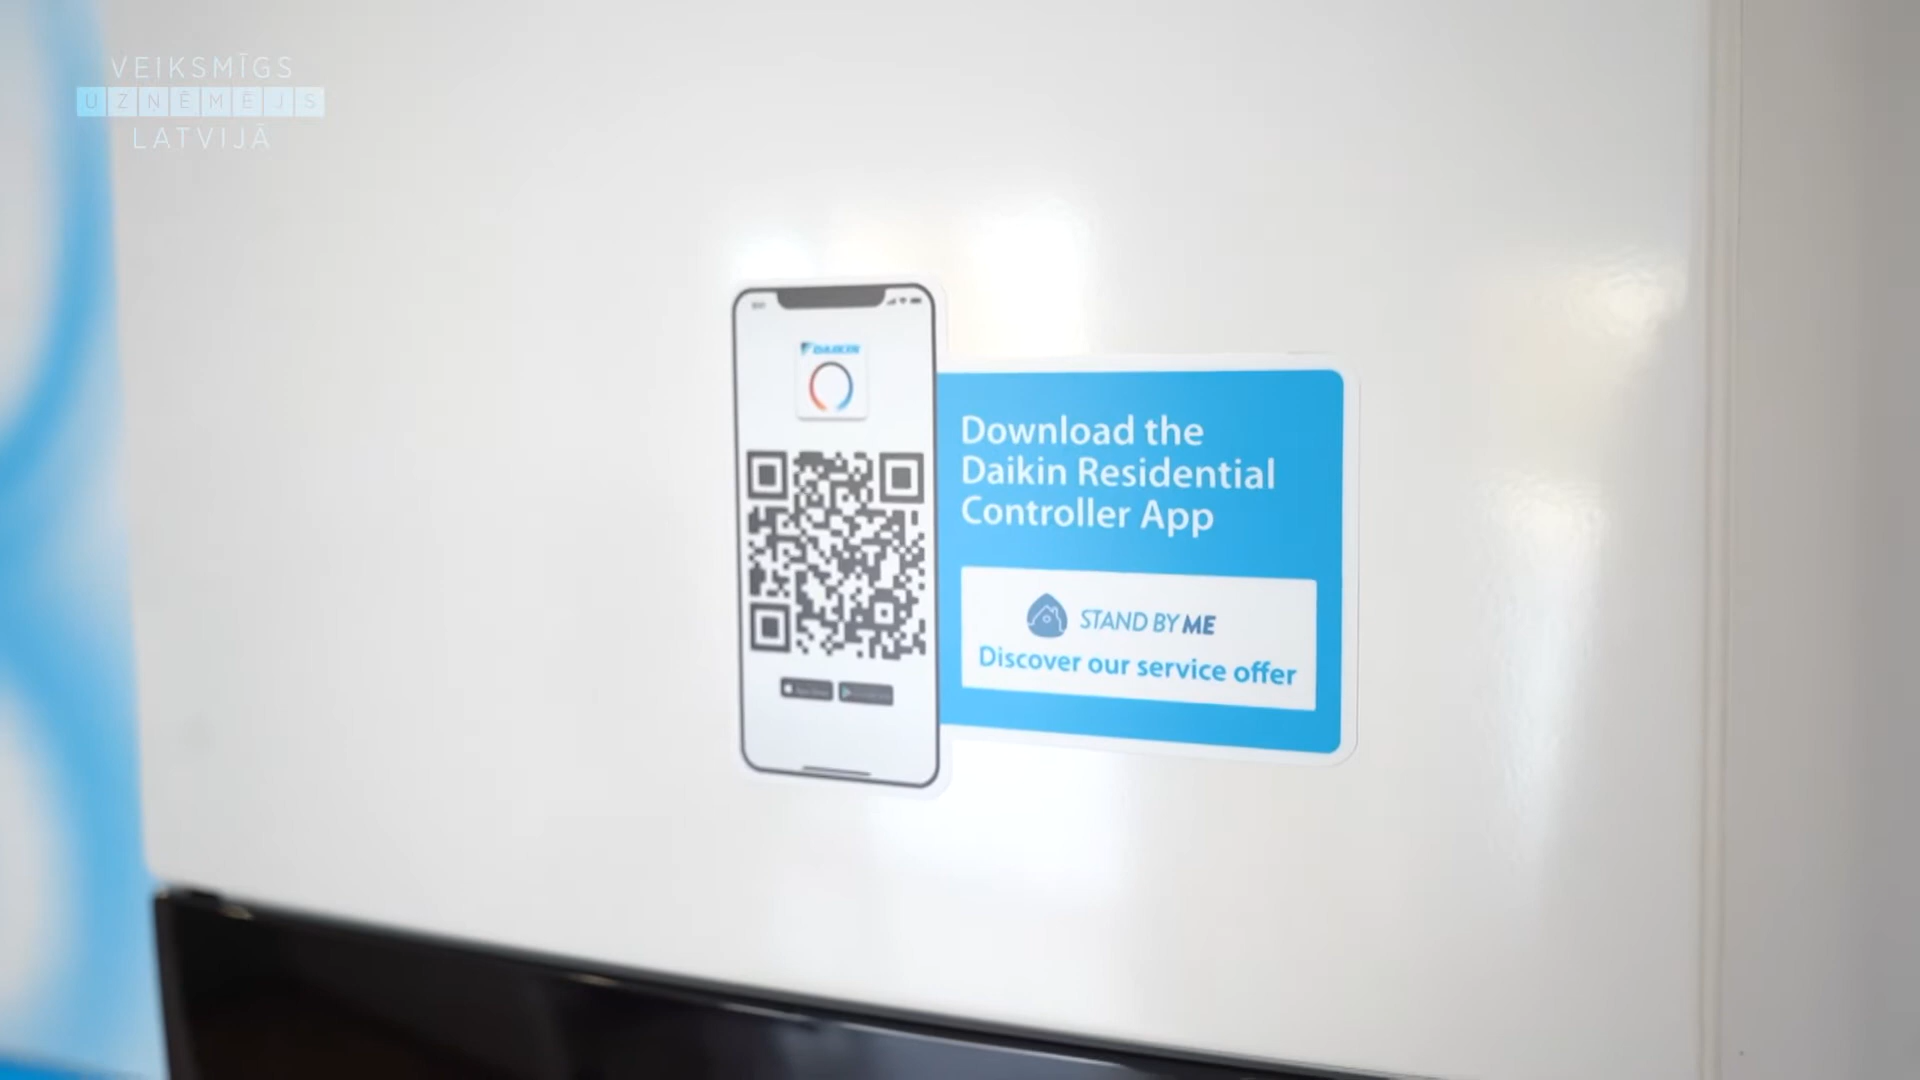 VEIKSMĪGS
UZŅĒMĒJS
LATVIJĀ
DAIKIN
Download the
Daikin Residential
Controller App
STAND BY ME
Discover our service offer